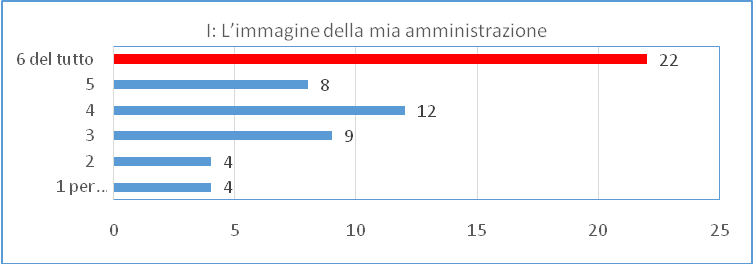 I: L’immagine della mia amministrazione
6 del tutto 22
5 8
4 12
3 9
2 4
1 per... 4
0 5 10 15 20 25